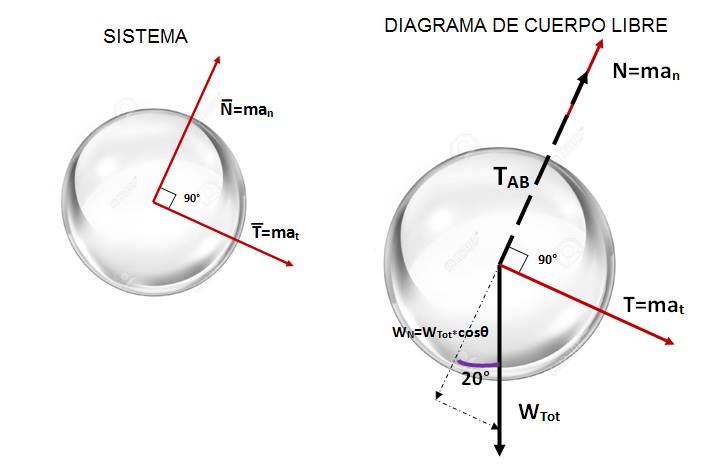 SISTEMA
N̅=maₙ
90°
T̅=maₜ
DIAGRAMA DE CUERPO LIBRE
N=maₙ
T_AB
90°
T=maₜ
W_N=W_Tot*cosθ
20°
W_Tot